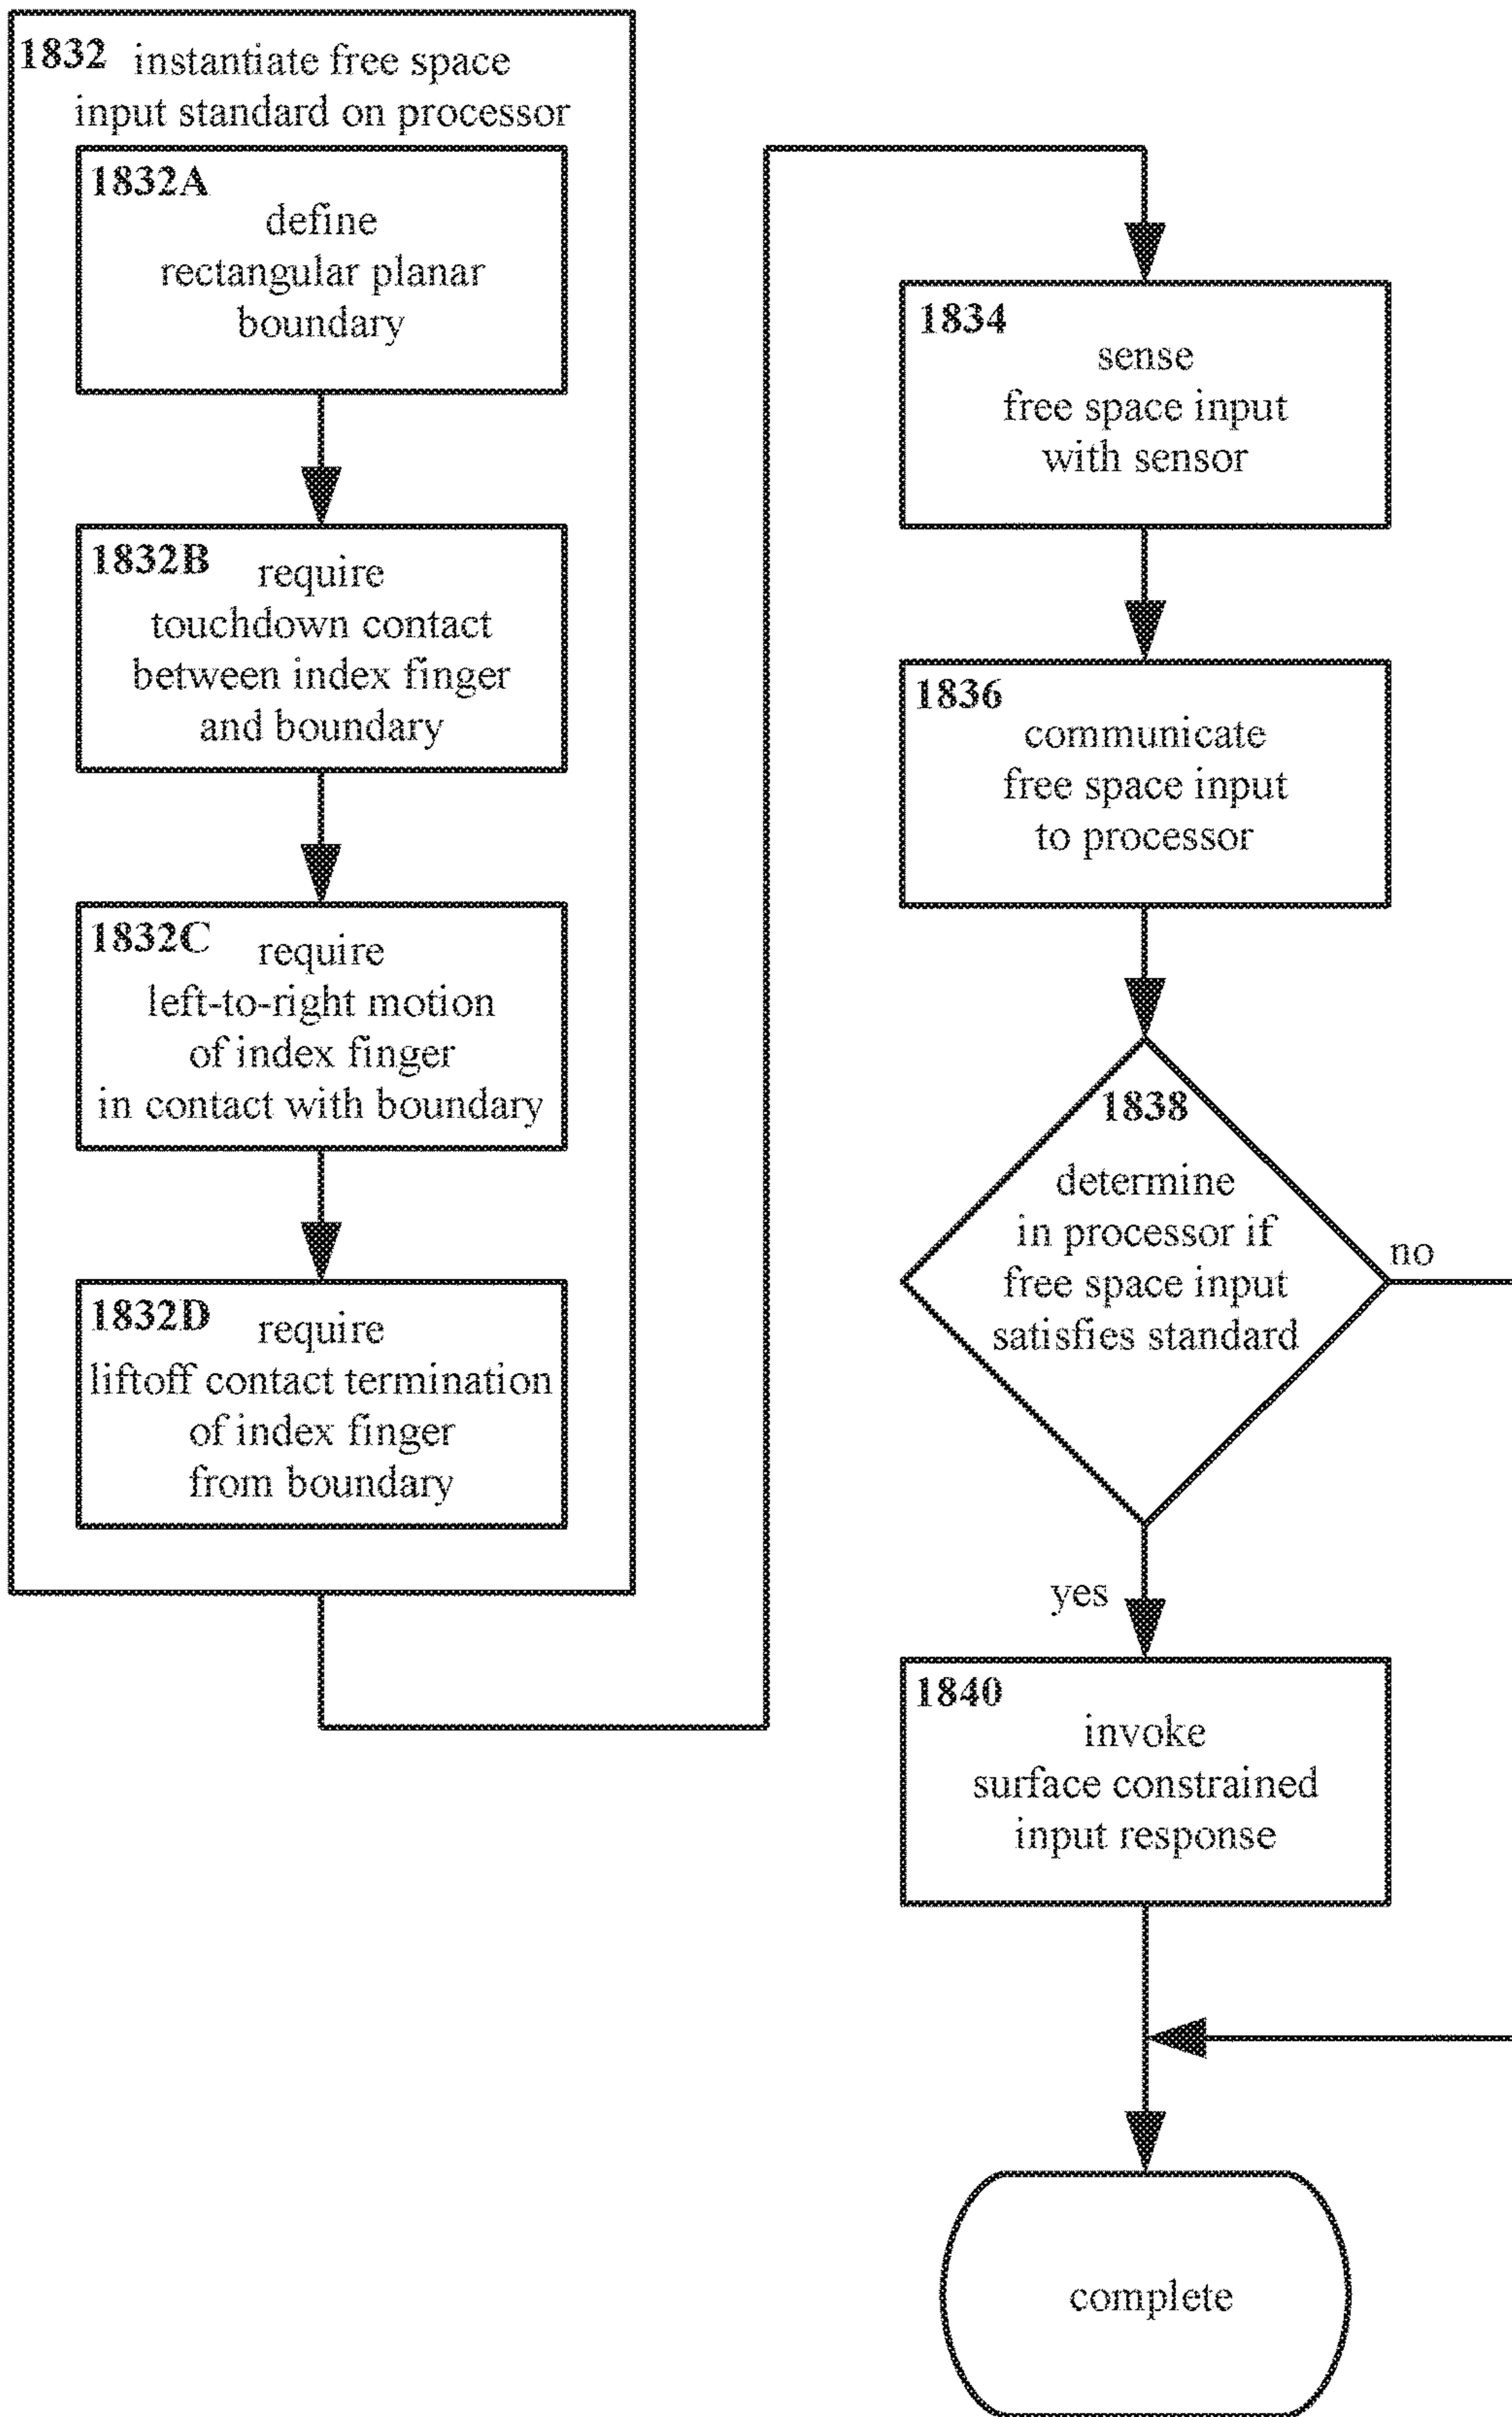 1832 instantiate free space
input standard on processor
1832A
define
rectangular planar
boundary
1832B require
touchdown contact
between index finger
and boundary
1832C require
left-to-right motion
of index finger
in contact with boundary
1832D require
liftoff contact termination
of index finger
from boundary
1834
sense
free space input
with sensor
1836
communicate
free space input
to processor
1838
determine
in processor if
free space input
satisfies standard
no
yes
1840
invoke
surface constrained
input response
complete